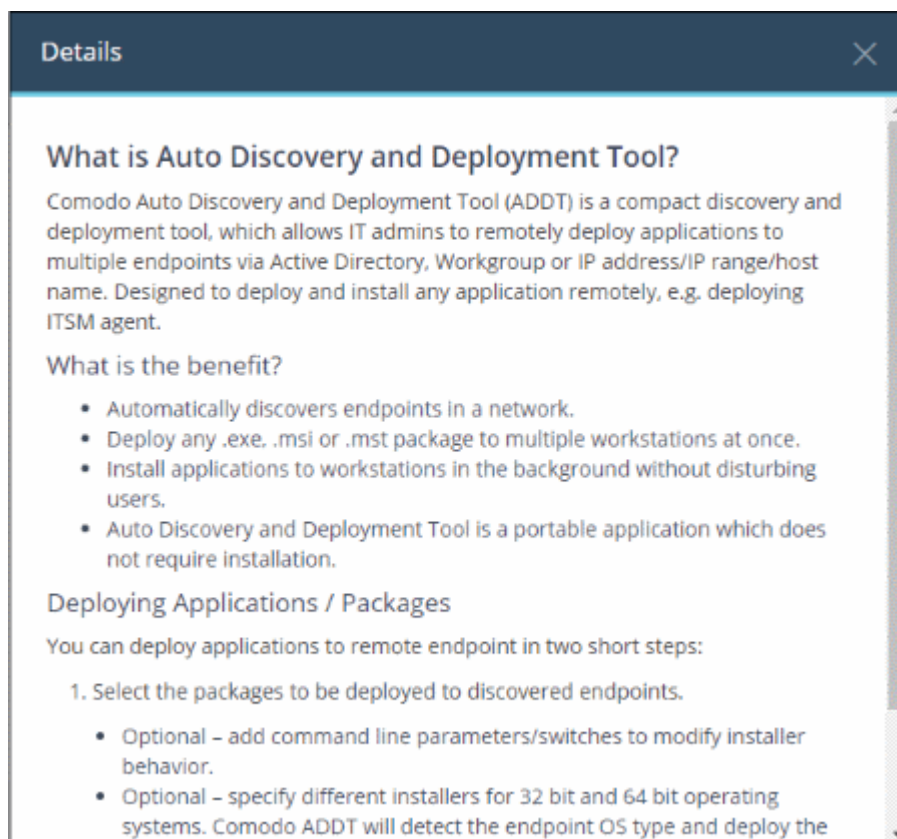 Details
What is Auto Discovery and Deployment Tool?
Comodo Auto Discovery and Deployment Tool (ADDT) is a compact discovery and
deployment tool, which allows IT admins to remotely deploy applications to
multiple endpoints via Active Directory, Workgroup or IP address/IP range/host
name. Designed to deploy and install any application remotely, e.g. deploying
ITSM agent.
What is the benefit?
• Automatically discovers endpoints in a network.
• Deploy any .exe, .msi or .mst package to multiple workstations at once.
• Install applications to workstations in the background without disturbing
users.
• Auto Discovery and Deployment Tool is a portable application which does
not require installation.
Deploying Applications / Packages
You can deploy applications to remote endpoint in two short steps:
1. Select the packages to be deployed to discovered endpoints.
• Optional – add command line parameters/switches to modify installer
behavior.
• Optional – specify different installers for 32 bit and 64 bit operating
systems. Comodo ADDT will detect the endpoint OS type and deploy the